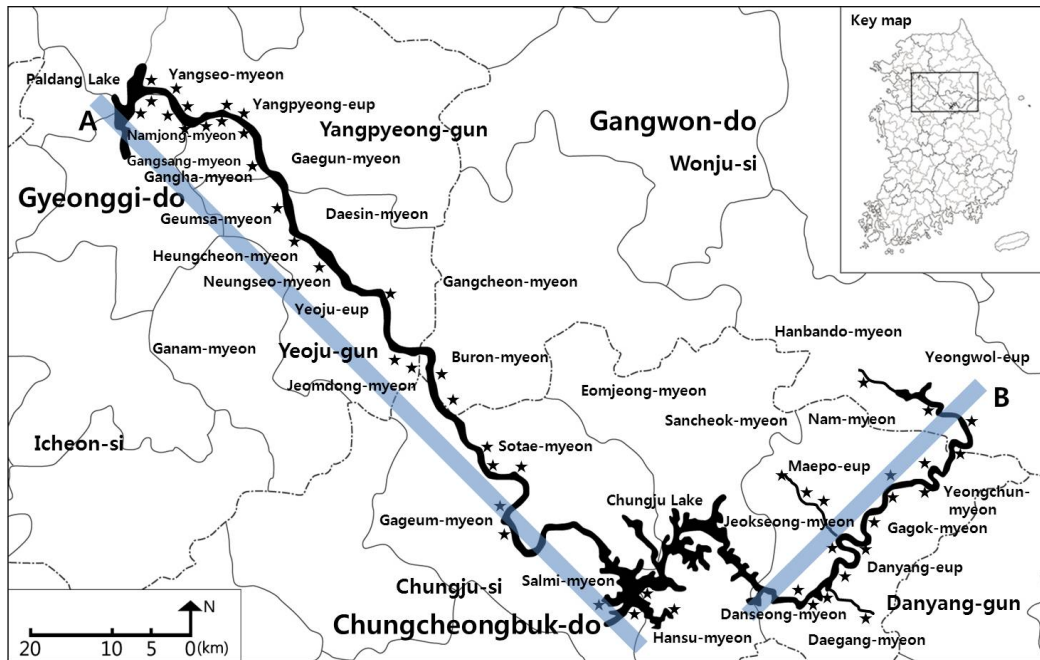 Key map
Paldang Lake
Yangseo-myeon
Yangpyeong-eup
A
Namjong-myeon
Yangpyeong-gun
Gangwon-do
Gangsang-myeon
Gaegun-myeon
Wonju-si
Gangha-myeon
Gyeonggi-do
Geumsa-myeon
Daesin-myeon
Heungcheon-myeon
Neungseo-myeon
Gangcheon-myeon
Yeoju-eup
Hanbando-myeon
Ganam-myeon
Yeoju-gun
Buron-myeon
Yeongwol-eup
Jeomdong-myeon
Eomjeong-myeon
B
Sancheok-myeon
Nam-myeon
Icheon-si
Sotae-myeon
Maepo-eup
Yeongchun-
myeon
Chungju Lake
Gageum-myeon
Jeokseong-myeon
Gagok-myeon
Danyang-eup
Chungju-si
Salmi-myeon
Danyang-gun
Danseong-myeon
Chungcheongbuk-do
Hansu-myeon
Daegang-myeon
N
20 10 5 0(km)